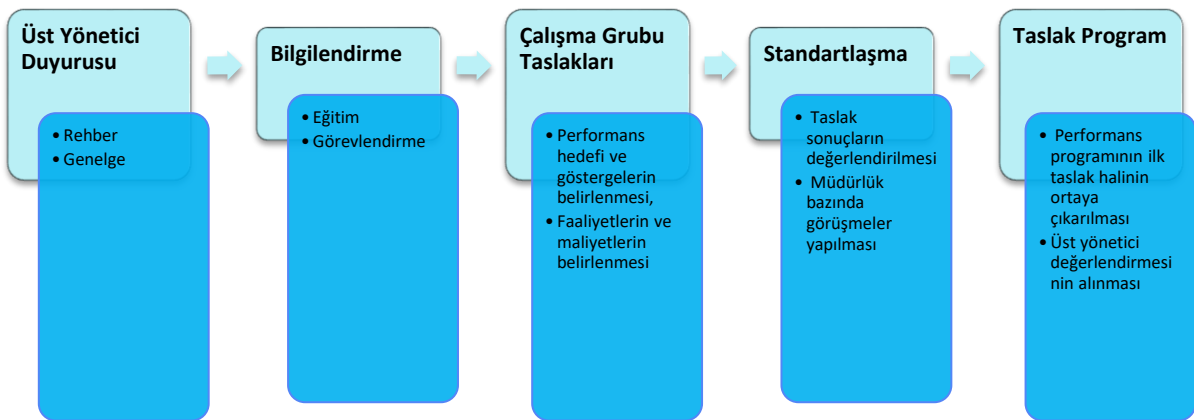 Üst Yönetici
Duyurusu
• Rehber
• Genelge
Bilgilendirme
• Eğitim
• Görevlendirme
Çalışma Grubu
Taslakları
• Performans
hedefi ve
göstergelerin
belirlenmesi,
• Faaliyetlerin ve
maliyetlerin
belirlenmesi
Standartlaşma
• Taslak
sonuçların
değerlendirilmesi
• Müdürlük
bazında
görüşmeler
yapılması
Taslak Program
• Performans
programının ilk
taslak halinin
ortaya
çıkarılması
• Üst yönetici
değerlendirmesi
nin alınması